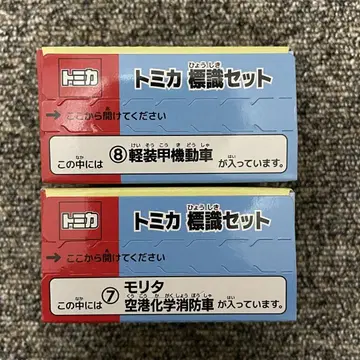 トミカ
トミカ 標識セット
ひょう しき
→ ここから開けてください
この中には ⑧軽装甲機動車 が入っています。
なか けい そう こう き どう しゃ はい
トミカ
トミカ 標識セット
ひょう しき
→ ここから開けてください
モリタ
この中には ⑦ 空港化学消防車 が入っています。
なか くう こう か がく しょう ぼう しゃ はい